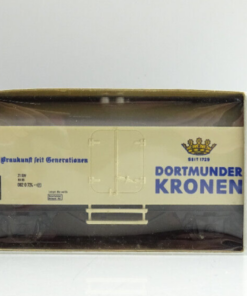 Braukunst seit Generationen
SEIT 1729
DORTMUNDER
KRONEN